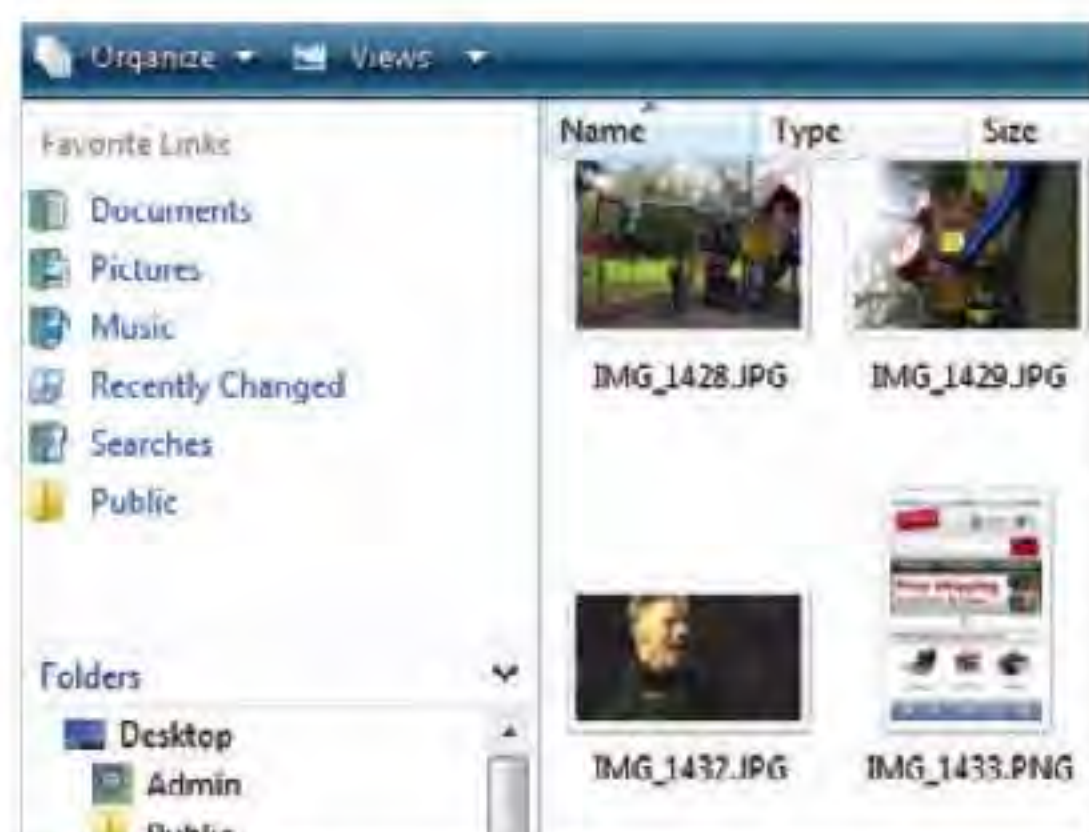 Organize Views
Favorite Links
Documents
Pictures
Music
Recently Changed
Searches
Public
Folders
Desktop
Admin
Public
Name Type Size
IMG_1428.JPG IMG_1429.JPG
IMG_1432.JPG IMG_1433.PNG